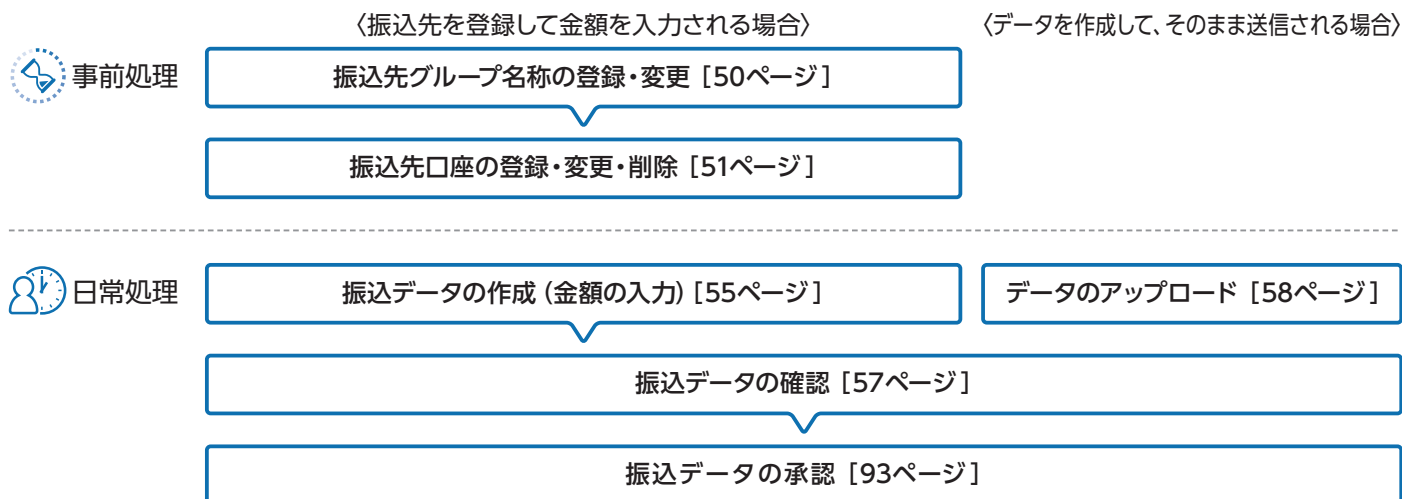 〈振込先を登録して金額を入力される場合〉
〈データを作成して、そのまま送信される場合〉
事前処理
振込先グループ名称の登録・変更［50ページ］
振込先口座の登録・変更・削除［51ページ］
日常処理
振込データの作成（金額の入力）［55ページ］
データのアップロード［58ページ］
振込データの確認［57ページ］
振込データの承認［93ページ］